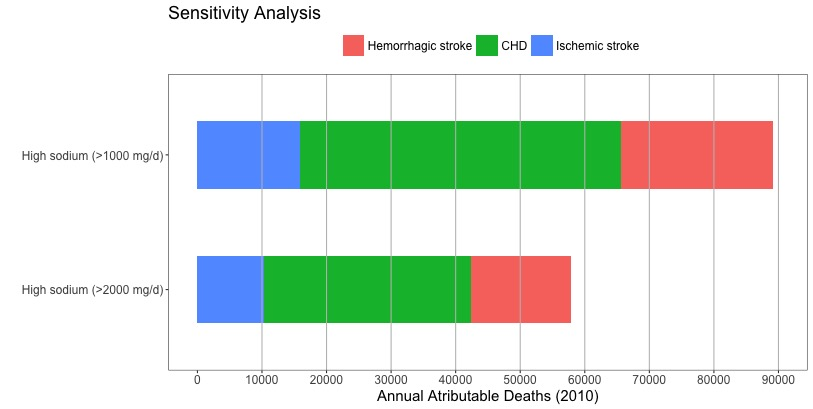 Sensitivity Analysis
Hemorrhagic stroke CHD Ischemic stroke
High sodium (>1000 mg/d)
High sodium (>2000 mg/d)
0 10000 20000 30000 40000 50000 60000 70000 80000 90000
Annual Atributable Deaths (2010)